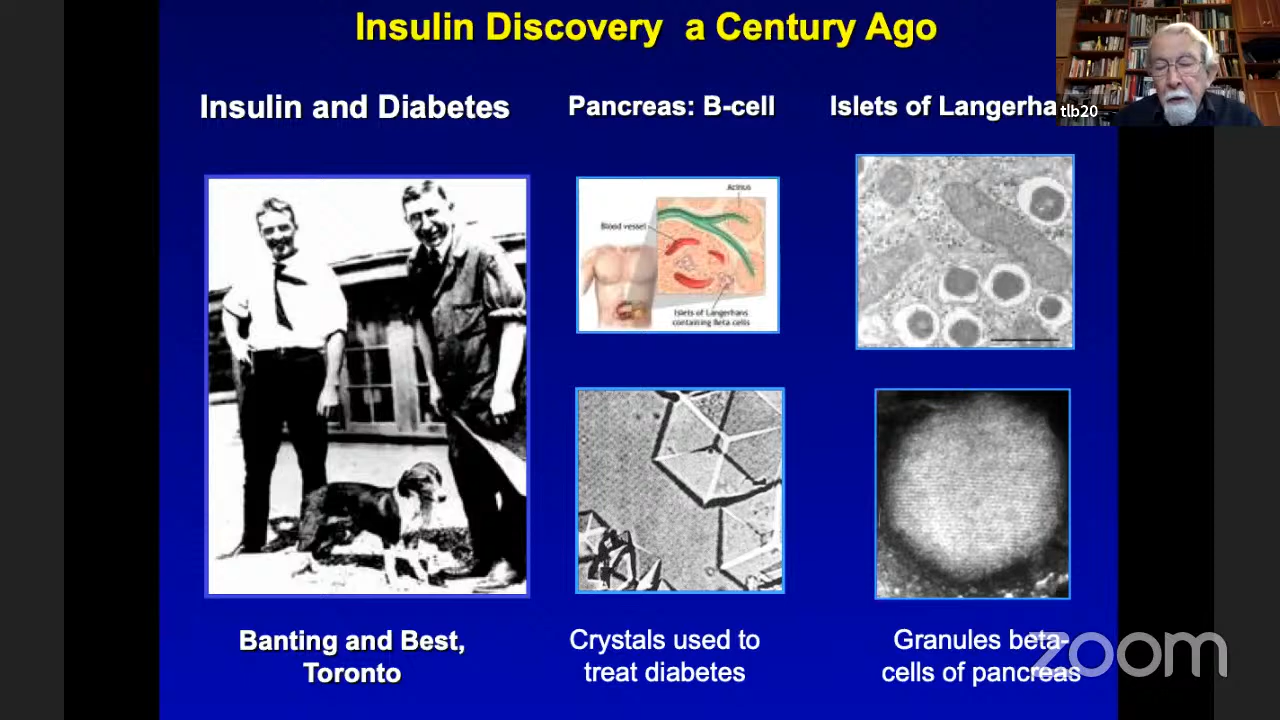 Insulin Discovery a Century Ago
Insulin and Diabetes
Pancreas: B-cell
Islets of Langerha
tlb20
Acinus
Blood vessel
Islets of Langerhans
containing Beta cells
Banting and Best,
Toronto
Crystals used to
treat diabetes
Granules beta-
cells of pancreas
zoom